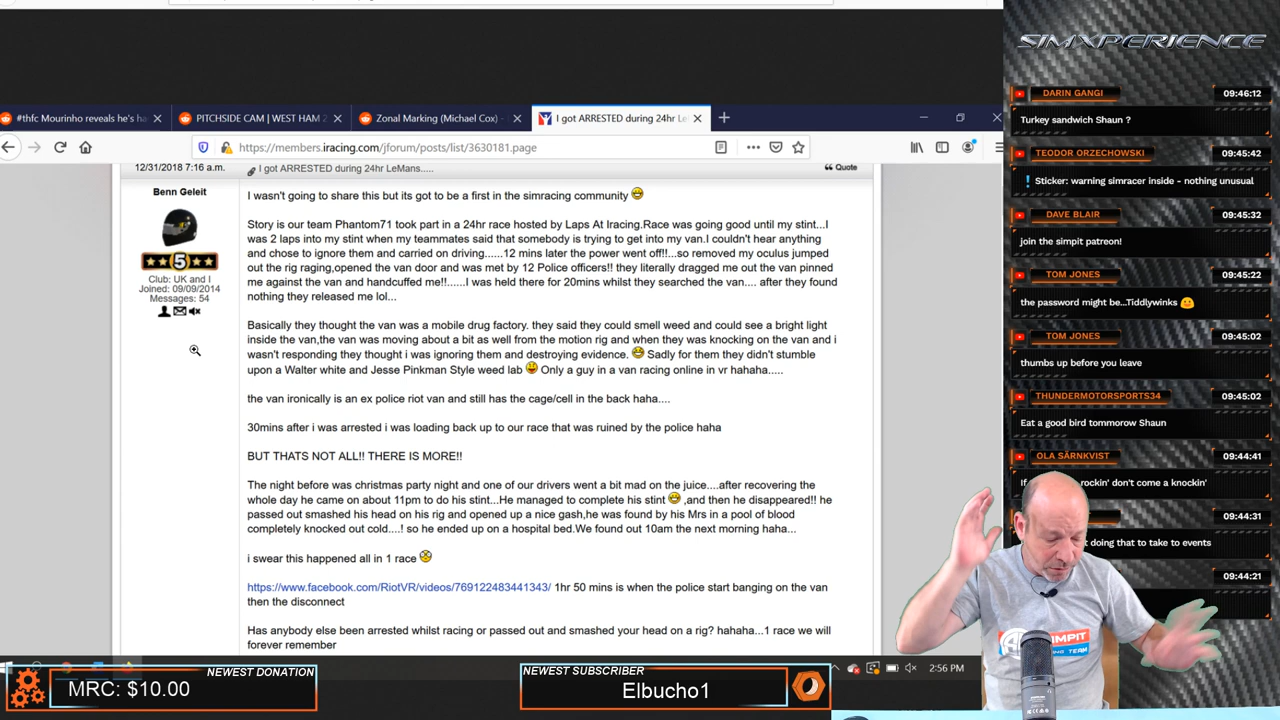 #thfc Mourinho reveals he's ha
PITCHSIDE CAM | WEST HAM 2
Zonal Marking (Michael Cox) -
I got ARRESTED during 24hr Le
https://members.iracing.com/jforum/posts/list/3630181.page
12/31/2018 7:16 a.m.
I got ARRESTED during 24hr LeMans.....
Quote
Benn Geleit
5
Club: UK and I
Joined: 09/09/2014
Messages: 54
I wasn't going to share this but its got to be a first in the simracing community
Story is our team Phantom71 took part in a 24hr race hosted by Laps At Iracing.Race was going good until my stint...I
was 2 laps into my stint when my teammates said that somebody is trying to get into my van.I couldn't hear anything
and chose to ignore them and carried on driving......12 mins later the power went off!!...so removed my oculus jumped
out the rig raging,opened the van door and was met by 12 Police officers!! they literally dragged me out the van pinned
me against the van and handcuffed me!!......I was held there for 20mins whilst they searched the van.... after they found
nothing they released me lol...
Basically they thought the van was a mobile drug factory. they said they could smell weed and could see a bright light
inside the van,the van was moving about a bit as well from the motion rig and when they was knocking on the van and i
wasn't responding they thought i was ignoring them and destroying evidence. Sadly for them they didn't stumble
upon a Walter white and Jesse Pinkman Style weed lab Only a guy in a van racing online in vr hahaha.....
the van ironically is an ex police riot van and still has the cage/cell in the back haha....
30mins after i was arrested i was loading back up to our race that was ruined by the police haha
BUT THATS NOT ALL!! THERE IS MORE!!
The night before was christmas party night and one of our drivers went a bit mad on the juice....after recovering the
whole day he came on about 11pm to do his stint...He managed to complete his stint ,and then he disappeared!! he
passed out smashed his head on his rig and opened up a nice gash,he was found by his Mrs in a pool of blood
completely knocked out cold....! so he ended up on a hospital bed.We found out 10am the next morning haha...
i swear this happened all in 1 race
https://www.facebook.com/RiotVR/videos/769122483441343/ 1hr 50 mins is when the police start banging on the van
then the disconnect
Has anybody else been arrested whilst racing or passed out and smashed your head on a rig? hahaha...1 race we will
forever remember
2:56 PM
NEWEST DONATION
MRC: $10.00
NEWEST SUBSCRIBER
Elbucho1
SIMXPERIENCE
DARIN GANGI
09:46:12
Turkey sandwich Shaun ?
TEODOR ORZECHOWSKI
09:45:42
Sticker: warning simracer inside - nothing unusual
DAVE BLAIR
09:45:32
join the simpit patreon!
TOM JONES
09:45:22
the password might be...Tiddlywinks
TOM JONES
09:45:17
thumbs up before you leave
THUNDERMOTORSPORTS34
09:45:02
Eat a good bird tommorow Shaun
OLA SÄRNKVIST
09:44:41
If
rockin' don't come a knockin'
09:44:31
doing that to take to events
09:44:21
SIMPIT
TEAM